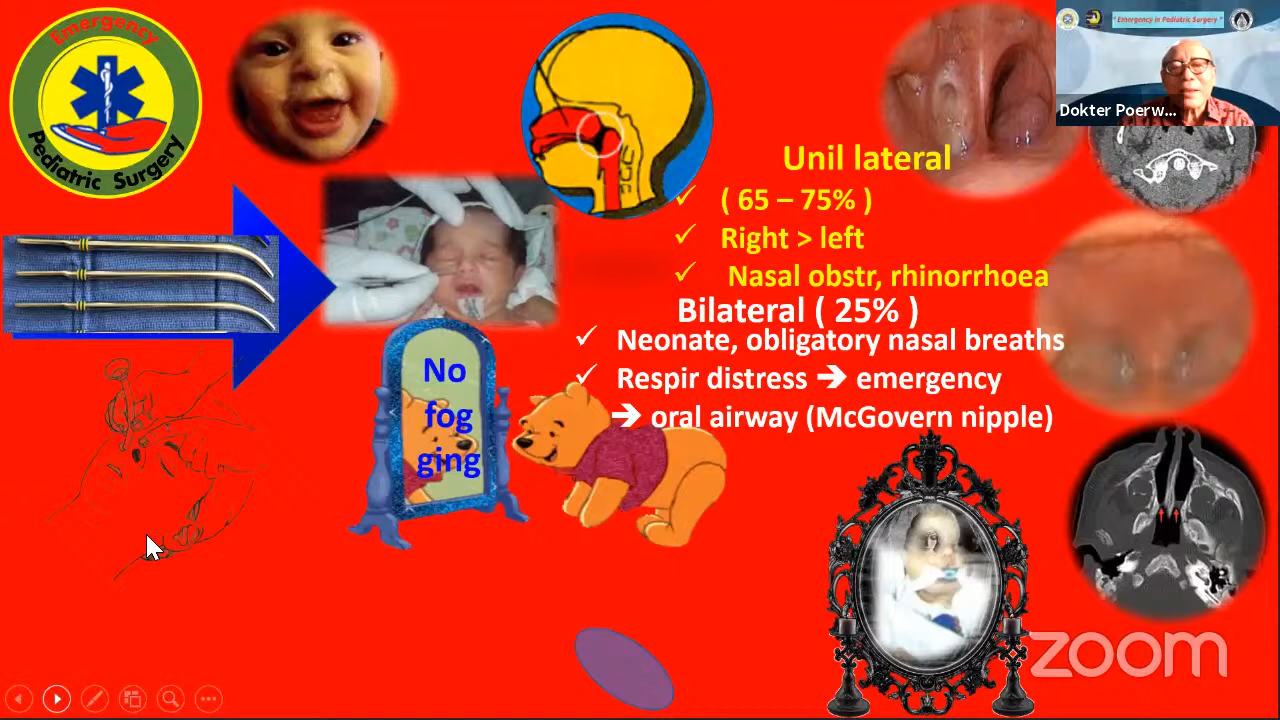 Emergency
Pediatric Surgery
" Emergency in Pediatric Surgery "
Dokter Poerw...
Unil lateral
✓ ( 65 – 75% )
✓ Right > left
✓ Nasal obstr, rhinorrhoea
Bilateral ( 25% )
✓ Neonate, obligatory nasal breaths
✓ Respir distress 🡺 emergency
🡺 oral airway (McGovern nipple)
No
fog
ging
zoom